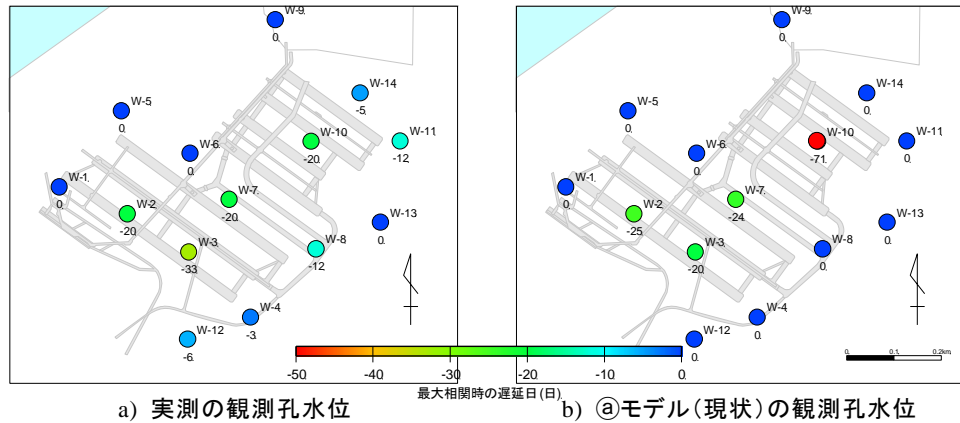 W-9.
0.
W-14
-5.
W-5.
0.
W-10
-20.
W-11
-12
W-6.
0.
W-1.
0.
W-2
-20
W-7.
-20
W-13
0.
W-3
-33
W-8
-12
W-4
-3.
W-12
-6.
W-9.
0.
W-14
0.
W-5.
0.
W-10
-71.
W-11
0.
W-6.
0.
W-1.
0.
W-2
-25
W-7.
-24
W-13
0.
W-3
-20.
W-8
0.
W-4
0.
W-12
0.
-50. -40 -30 -20 -10 0.
0. 0.1. 0.2km.
最大相関時の遅延日(日).
a) 実測の観測孔水位
b) ⓐモデル(現状)の観測孔水位